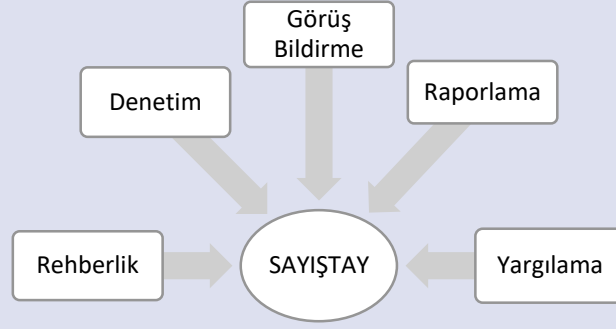 Görüş
Bildirme
Denetim
Raporlama
Rehberlik
SAYIŞTAY
Yargılama